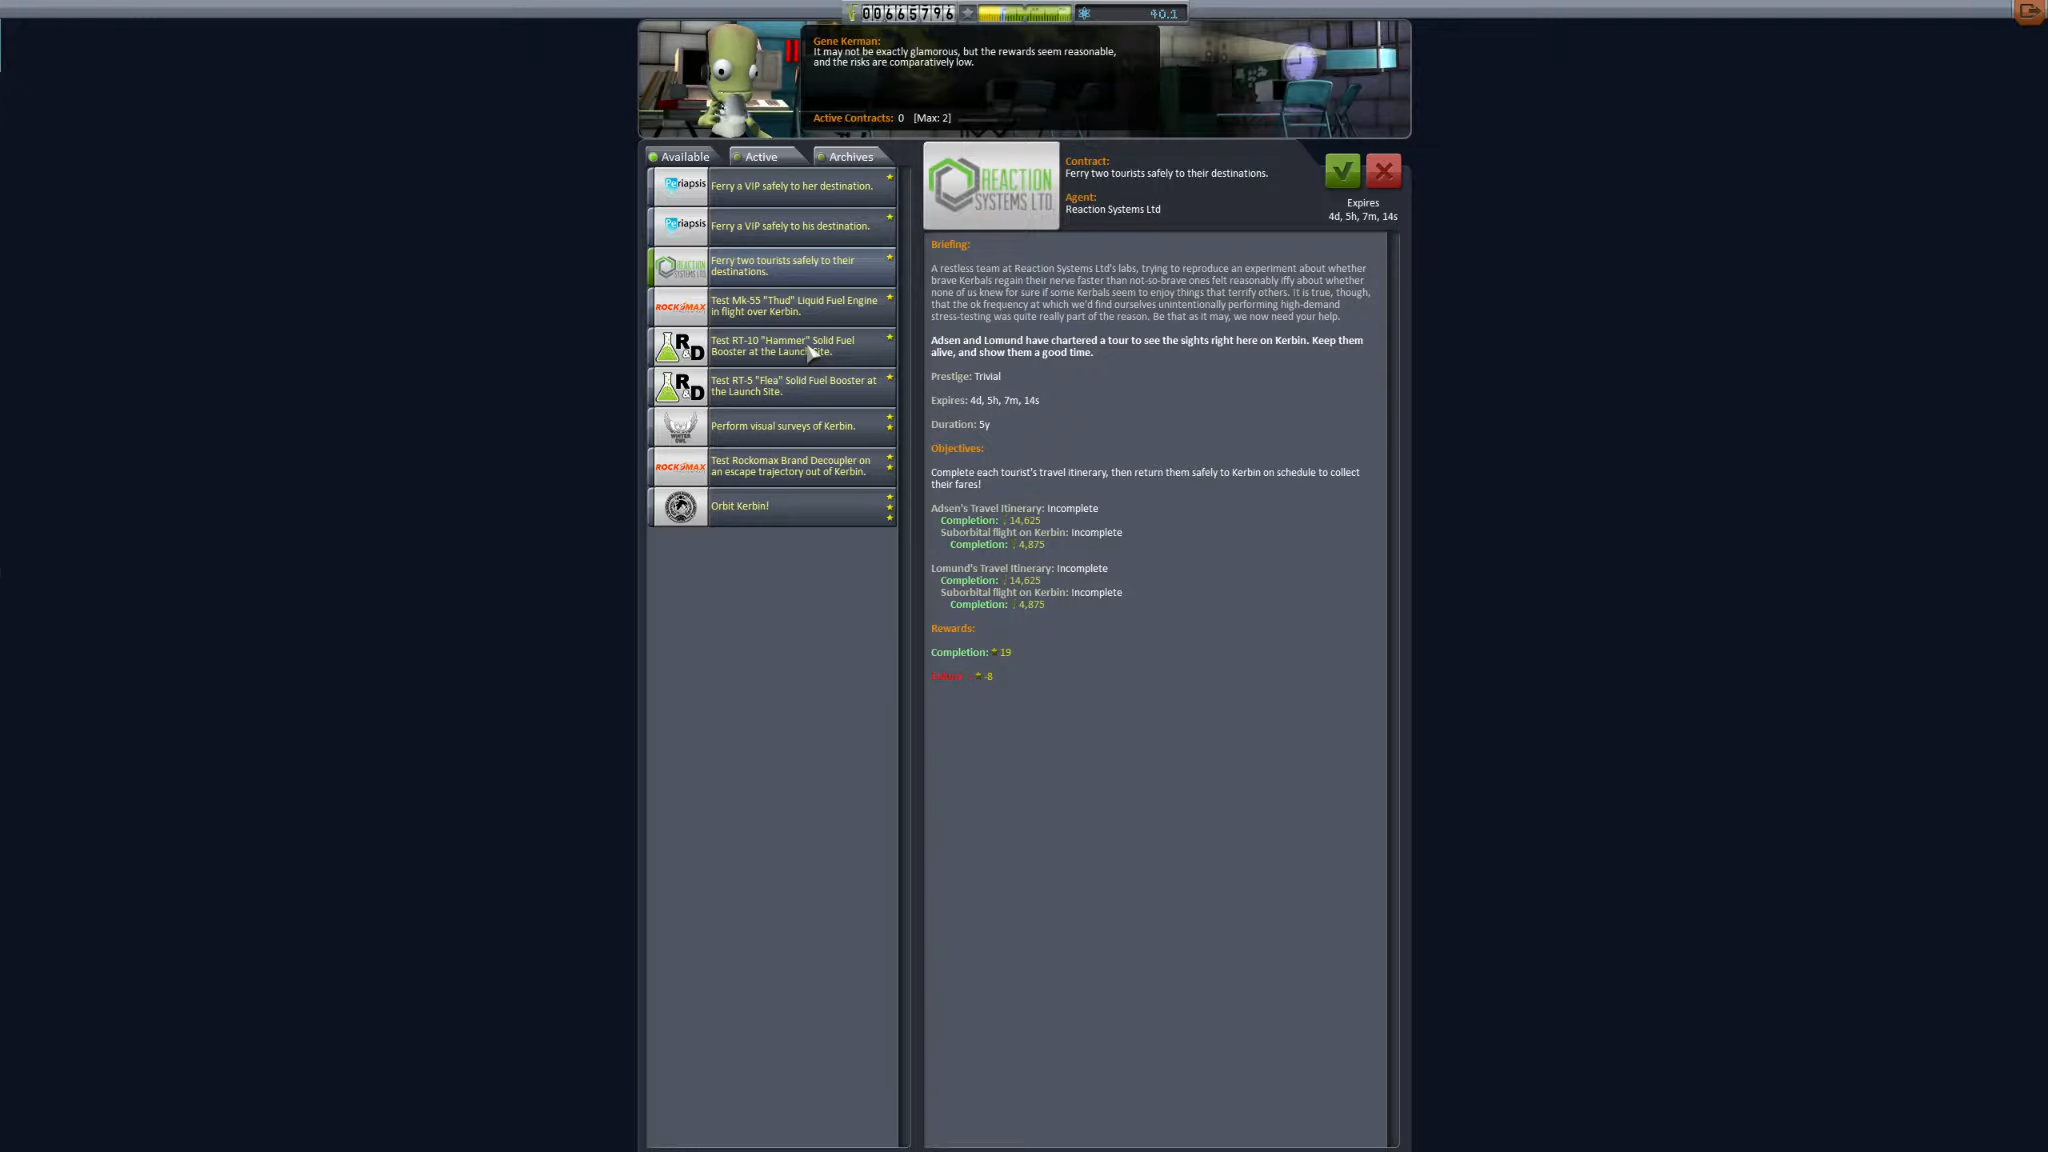 00665796
40.1
Gene Kerman:
It may not be exactly glamorous, but the rewards seem reasonable,
and the risks are comparatively low.
Active Contracts: 0 [Max: 2]
Available
Active
Archives
Periapsis
Ferry a VIP safely to her destination.
Periapsis
Ferry a VIP safely to his destination.
REACTION
SYSTEMS LTD
Ferry two tourists safely to their
destinations.
ROCKOMAX
Test Mk-55 "Thud" Liquid Fuel Engine
in flight over Kerbin.
R&D
Test RT-10 "Hammer" Solid Fuel
Booster at the Launch Site.
R&D
Test RT-5 "Flea" Solid Fuel Booster at
the Launch Site.
WINTER
OWL
Perform visual surveys of Kerbin.
ROCKOMAX
Test Rockomax Brand Decoupler on
an escape trajectory out of Kerbin.
Orbit Kerbin!
REACTION
SYSTEMS LTD
Contract:
Ferry two tourists safely to their destinations.
Agent:
Reaction Systems Ltd
Expires
4d, 5h, 7m, 14s
Briefing:
A restless team at Reaction Systems Ltd's labs, trying to reproduce an experiment about whether
brave Kerbals regain their nerve faster than not-so-brave ones felt reasonably iffy about whether
none of us knew for sure if some Kerbals seem to enjoy things that terrify others. It is true, though,
that the ok frequency at which we'd find ourselves unintentionally performing high-demand
stress-testing was quite really part of the reason. Be that as it may, we now need your help.
Adsen and Lomund have chartered a tour to see the sights right here on Kerbin. Keep them
alive, and show them a good time.
Prestige: Trivial
Expires: 4d, 5h, 7m, 14s
Duration: 5y
Objectives:
Complete each tourist's travel itinerary, then return them safely to Kerbin on schedule to collect
their fares!
Adsen's Travel Itinerary: Incomplete
Completion: 14,625
Suborbital flight on Kerbin: Incomplete
Completion: 4,875
Lomund's Travel Itinerary: Incomplete
Completion: 14,625
Suborbital flight on Kerbin: Incomplete
Completion: 4,875
Rewards:
Completion: 19
-8